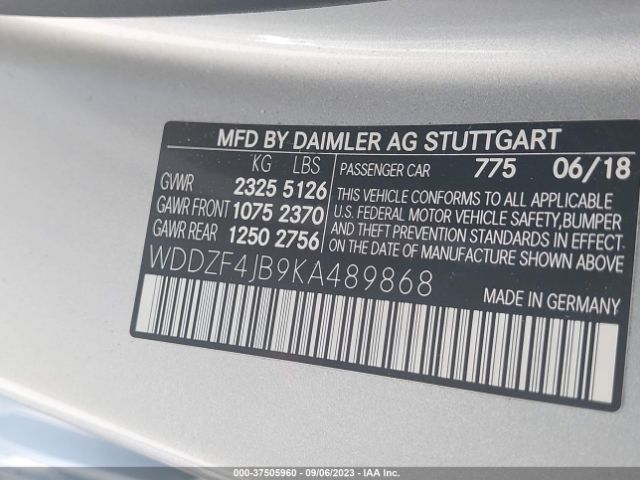 MFD BY DAIMLER AG STUTTGART
KG LBS
GVWR 2325 5126
GAWR FRONT 1075 2370
GAWR REAR 1250 2756
PASSENGER CAR 775 06/18
THIS VEHICLE CONFORMS TO ALL APPLICABLE
U.S. FEDERAL MOTOR VEHICLE SAFETY,BUMPER
AND THEFT PREVENTION STANDARDS IN EFFECT
ON THE DATE OF MANUFACTURE SHOWN ABOVE
WDDZF4JB9KA489868
MADE IN GERMANY
000-37505960 - 09/06/2023 - IAA Inc.